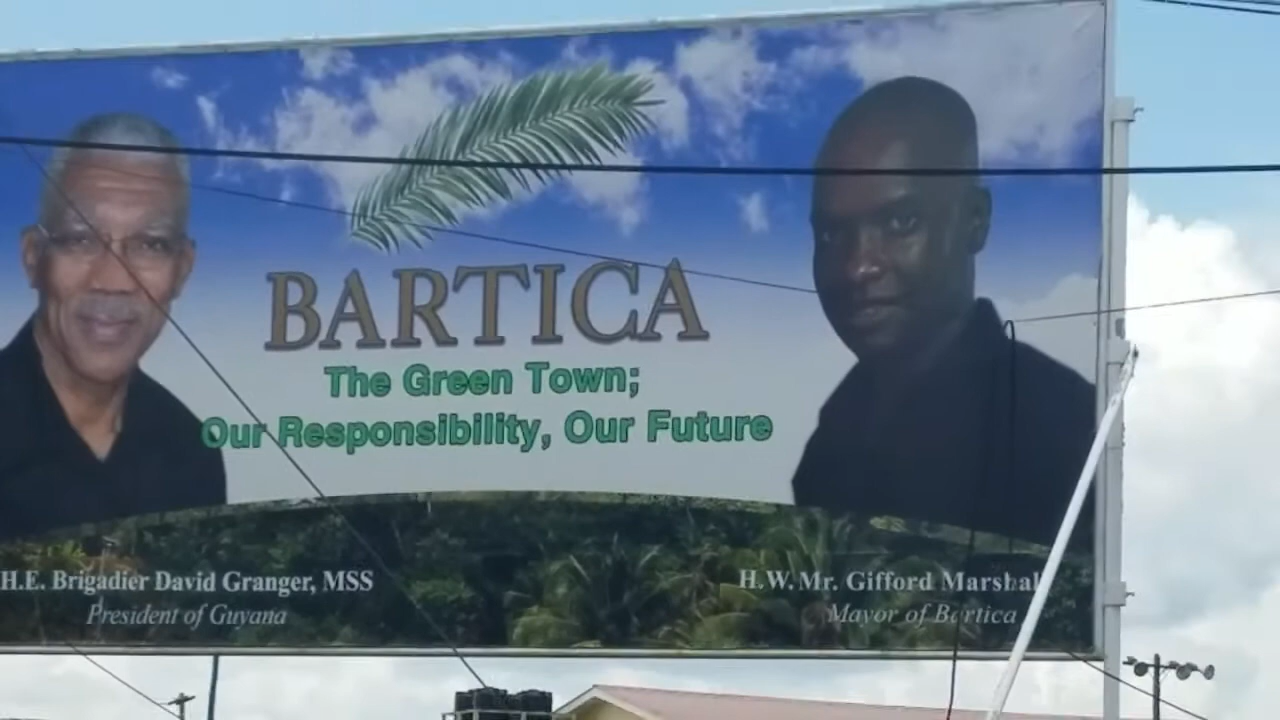 BARTICA
The Green Town;
Our Responsibility, Our Future
H.E. Brigadier David Granger, MSS
President of Guyana
H.W. Mr. Gifford Marshal
Mayor of Bartica